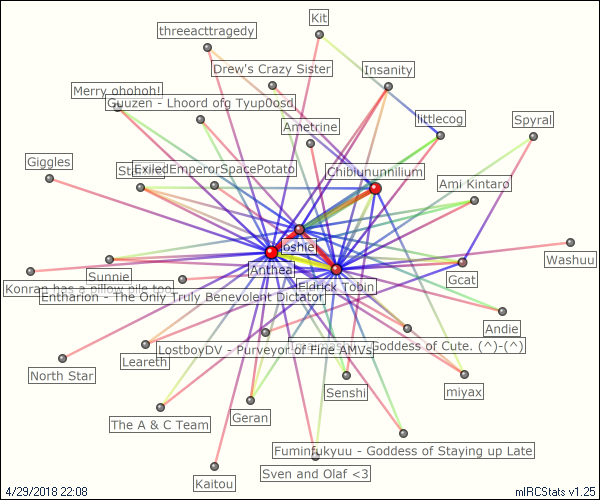 Kit
threeacttragedy
Drew's Crazy Sister
Insanity
Merry ohohoh!
Guuzen - Lhoord ofg Tyup0osd
littlecog
Spyral
Ametrine
Giggles
ExiledEmperorSpacePotato
Chibiununnilium
Ami Kintaro
Joshie
Washuu
Anthea
Sunnie
Eldrick Tobin
Gcat
Konran has a pillow pile too
Entharion - The Only Truly Benevolent Dictator
Andie
Leareth
LostboyDV - Purveyor of Fine AMVs
Goddess of Cute. (^)-(^)
North Star
Senshi
miyax
The A & C Team
Geran
Fuminfukyuu - Goddess of Staying up Late
Sven and Olaf <3
Kaitou
4/29/2018 22:08
mIRCStats v1.25